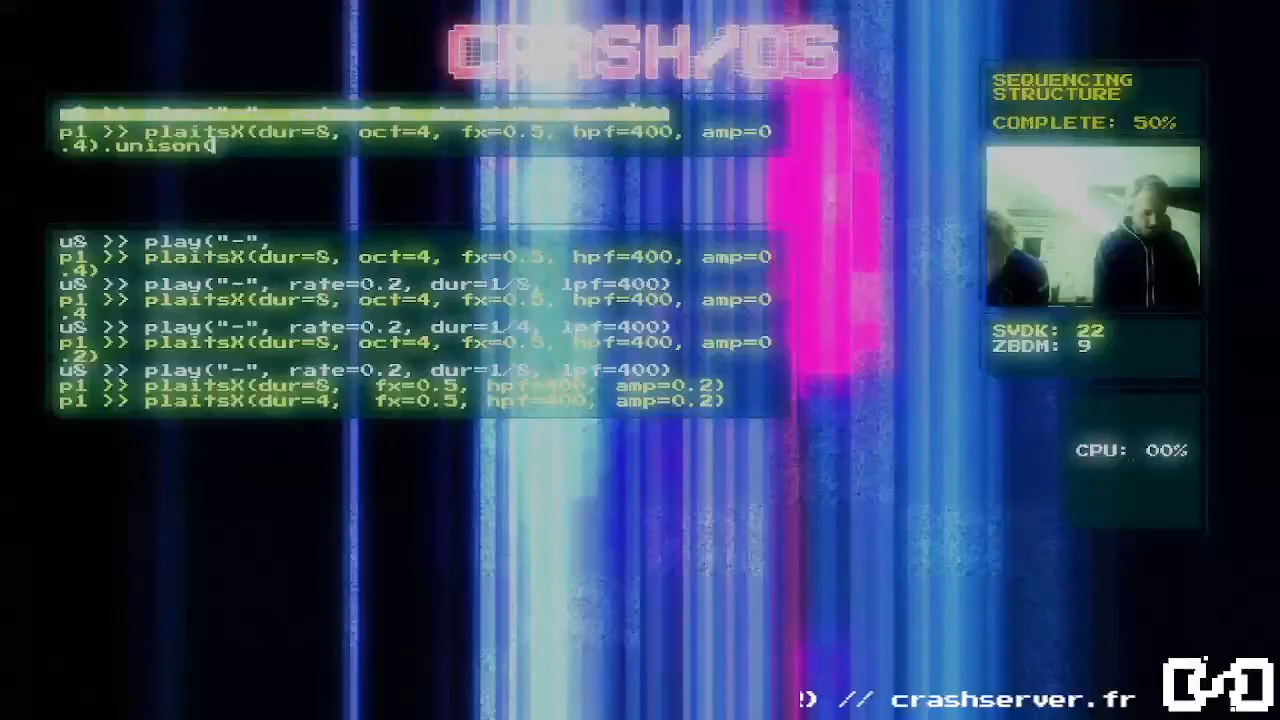 CRASH/OS
p1 >> plaitsX(dur=8, oct=4, fx=0.5, hpf=400, amp=0
.4).unison(
u8 >> play("-",
p1 >> plaitsX(dur=8, oct=4, fx=0.5, hpf=400, amp=0
.4)
u8 >> play("-", rate=0.2, dur=1/8, lpf=400)
p1 >> plaitsX(dur=8, oct=4, fx=0.5, hpf=400, amp=0
.4
u8 >> play("-", rate=0.2, dur=1/4, lpf=400)
p1 >> plaitsX(dur=8, oct=4, fx=0.5, hpf=400, amp=0
.2)
u8 >> play("-", rate=0.2, dur=1/8, lpf=400)
p1 >> plaitsX(dur=8,  fx=0.5, hpf=400, amp=0.2)
p1 >> plaitsX(dur=4,  fx=0.5, hpf=400, amp=0.2)
SEQUENCING
STRUCTURE
COMPLETE: 50%
SVDK: 22
ZBDM: 9
CPU: 00%
) // crashserver.fr